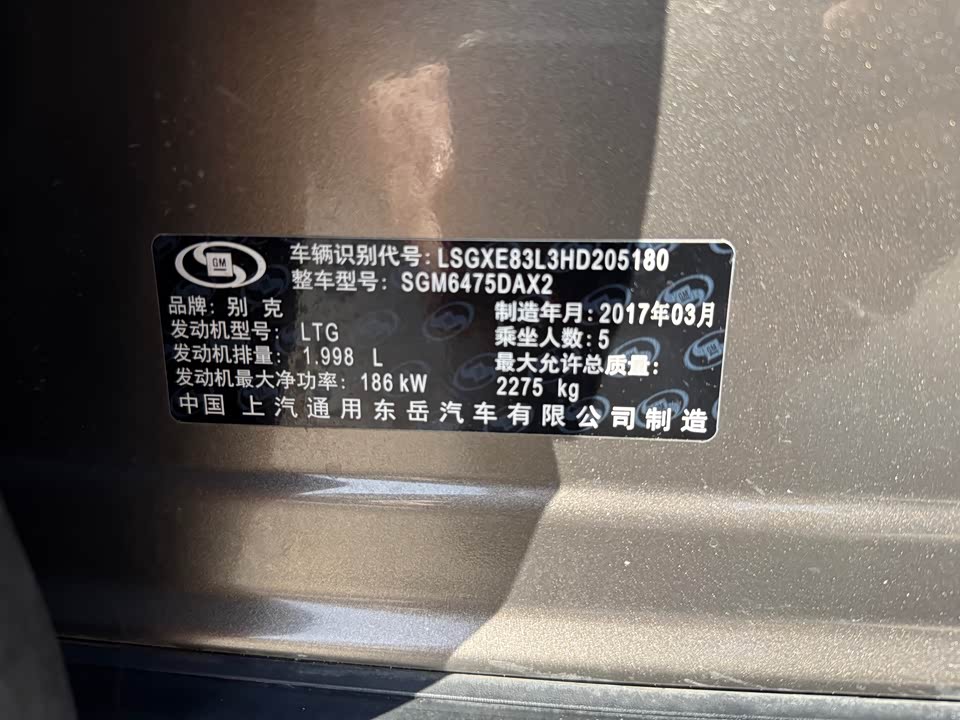 GM
车辆识别代号: LSGXE83L3HD205180
整车型号: SGM6475DAX2
品牌: 别 克
制造年月: 2017年03月
发动机型号: LTG
乘坐人数: 5
发动机排量: 1.998 L
最大允许总质量:
发动机最大净功率: 186 kW
2275 kg
中国 上汽通用东岳汽车有限公司制造